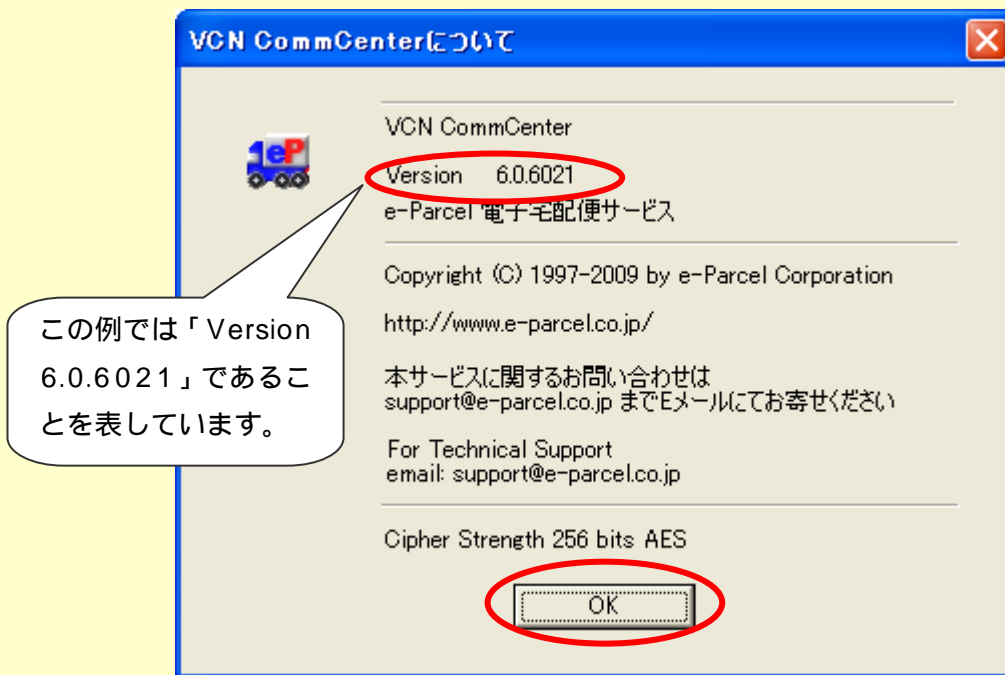 VCN CommCenterについて
1eP
VCN CommCenter
Version 6.0.6021
e-Parcel 電子宅配便サービス
Copyright (C) 1997-2009 by e-Parcel Corporation
http://www.e-parcel.co.jp/
本サービスに関するお問い合わせは
support@e-parcel.co.jp までEメールにてお寄せください
For Technical Support
email: support@e-parcel.co.jp
Cipher Strength 256 bits AES
OK
この例では「Version
6.0.6021」であるこ
とを表しています。